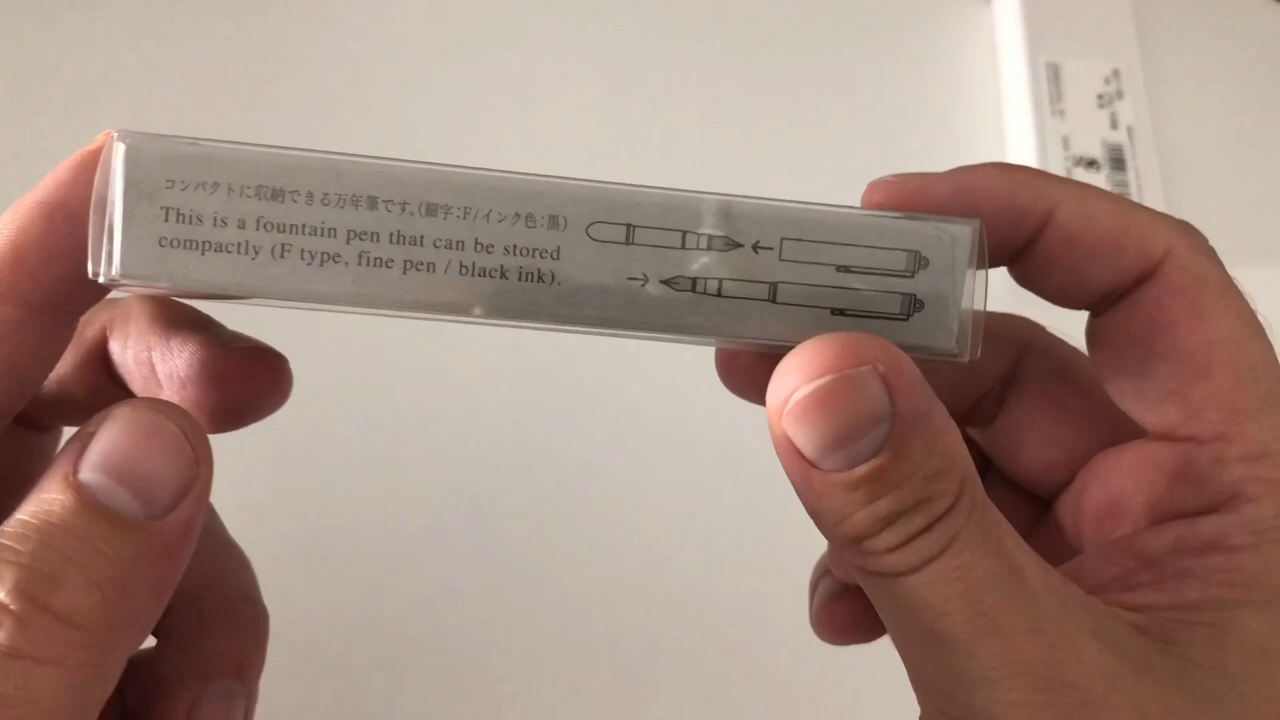 コンパクトに収納できる万年筆です。(細字:F/インク色:黒)
This is a fountain pen that can be stored
compactly (F type, fine pen / black ink).